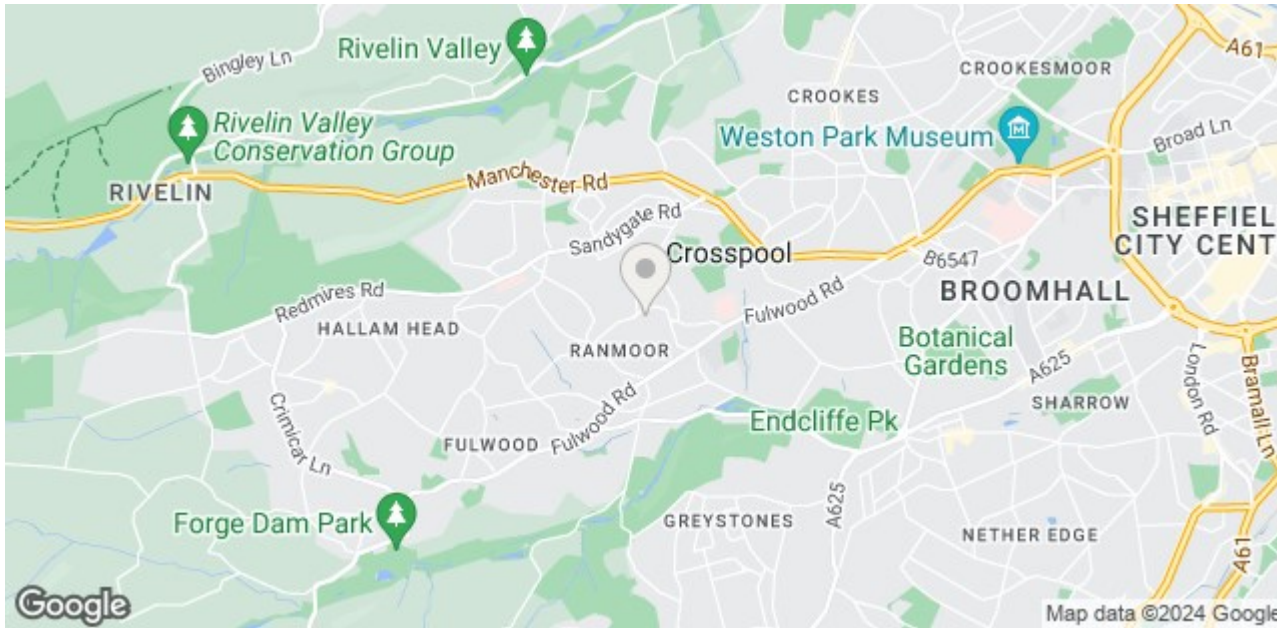 Rivelin Valley
Bingley Ln
A61
CROOKESMOOR
CROOKES
Rivelin Valley
Conservation Group
Weston Park Museum
Broad Ln
Manchester Rd
RIVELIN
Sandygate Rd
SHEFFIEL
CITY CENT
Crosspool
B6547
BROOMHALL
Redmires Rd
Fulwood Rd
HALLAM HEAD
RANMOOR
Botanical
Gardens
A625
London Rd
Bramall Ln
SHARROW
Crimicar Ln
Fulwood Rd
Endcliffe Pk
FULWOOD
A625
Forge Dam Park
GREYSTONES
NETHER EDGE
A61
Google
Map data ©2024 Google